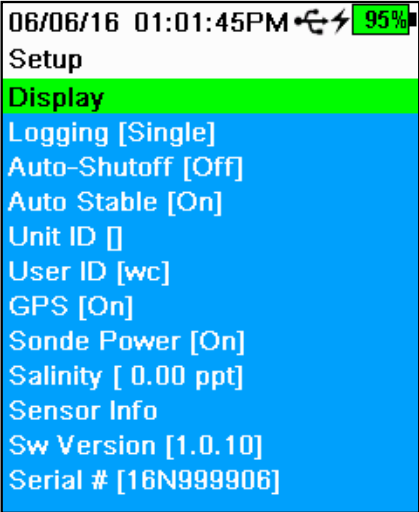 06/06/16 01:01:45PM 95%
Setup
Display
Logging [Single]
Auto-Shutoff [Off]
Auto Stable [On]
Unit ID []
User ID [wc]
GPS [On]
Sonde Power [On]
Salinity [ 0.00 ppt]
Sensor Info
Sw Version [1.0.10]
Serial # [16N999906]